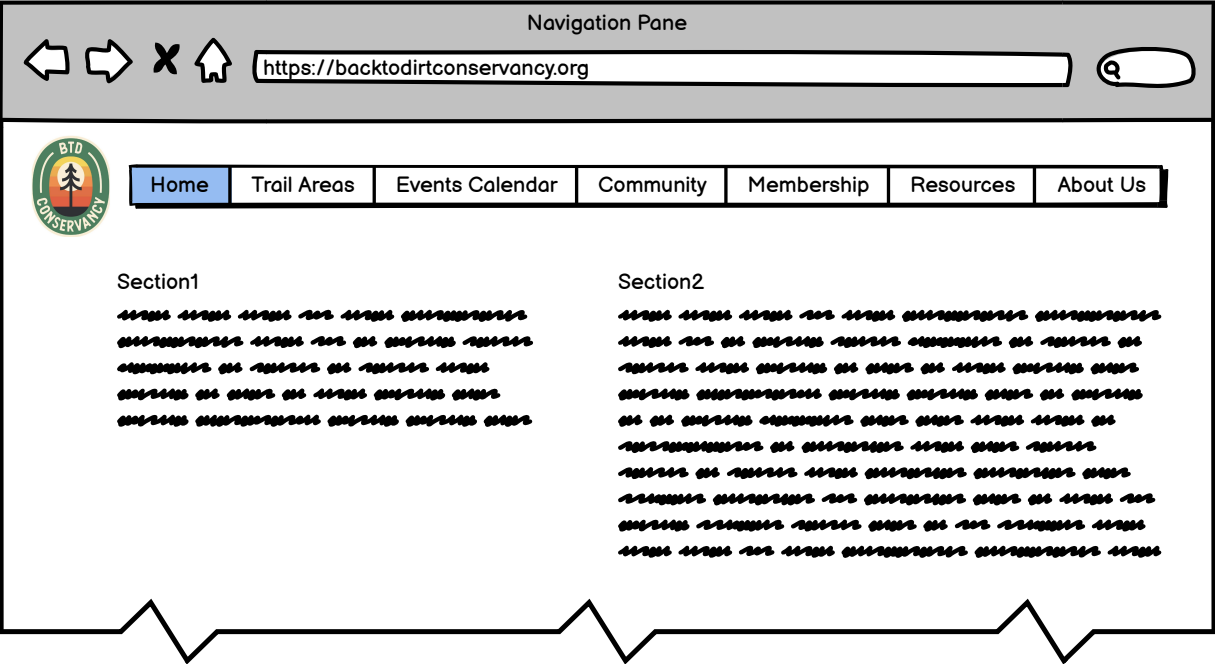 Navigation Pane
https://backtodirtconservancy.org
BTD
CONSERVANCY
Home Trail Areas Events Calendar Community Membership Resources About Us
Section1
Section2